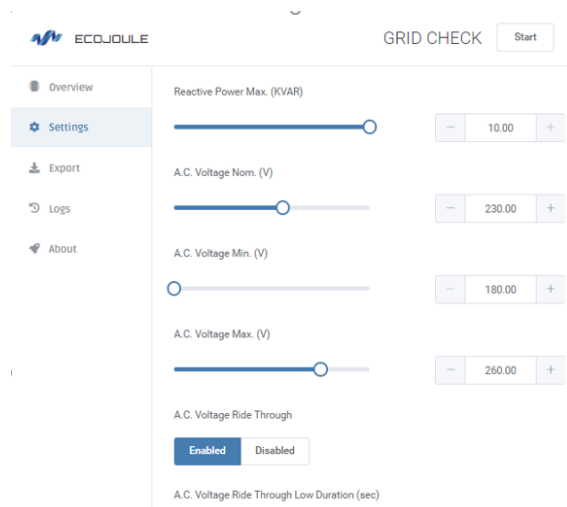 ECOJOULE
GRID CHECK
Start
Overview
Settings
Export
Logs
About
Reactive Power Max. (KVAR)
− 10.00 +
A.C. Voltage Nom. (V)
− 230.00 +
A.C. Voltage Min. (V)
− 180.00 +
A.C. Voltage Max. (V)
− 260.00 +
A.C. Voltage Ride Through
Enabled Disabled
A.C. Voltage Ride Through Low Duration (sec)